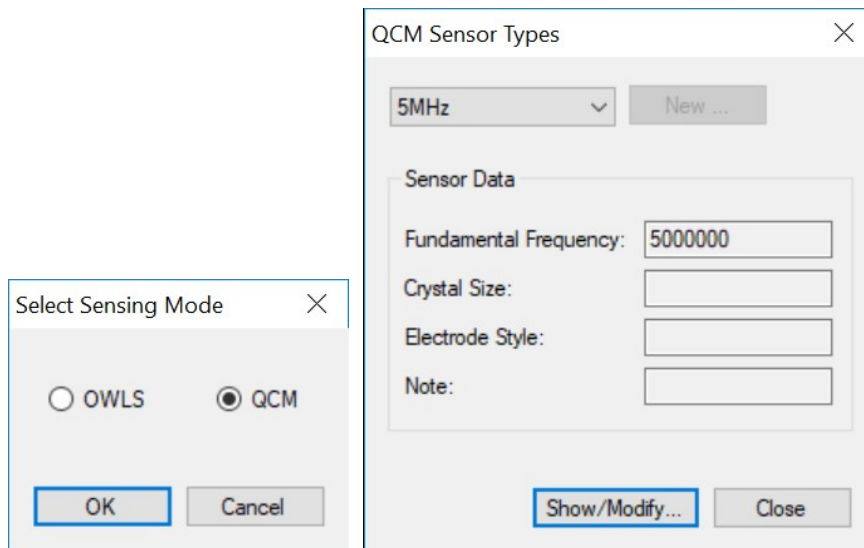 Select Sensing Mode
OWLS QCM
OK Cancel
QCM Sensor Types
5MHz New ...
Sensor Data
Fundamental Frequency: 5000000
Crystal Size:
Electrode Style:
Note:
Show/Modify... Close